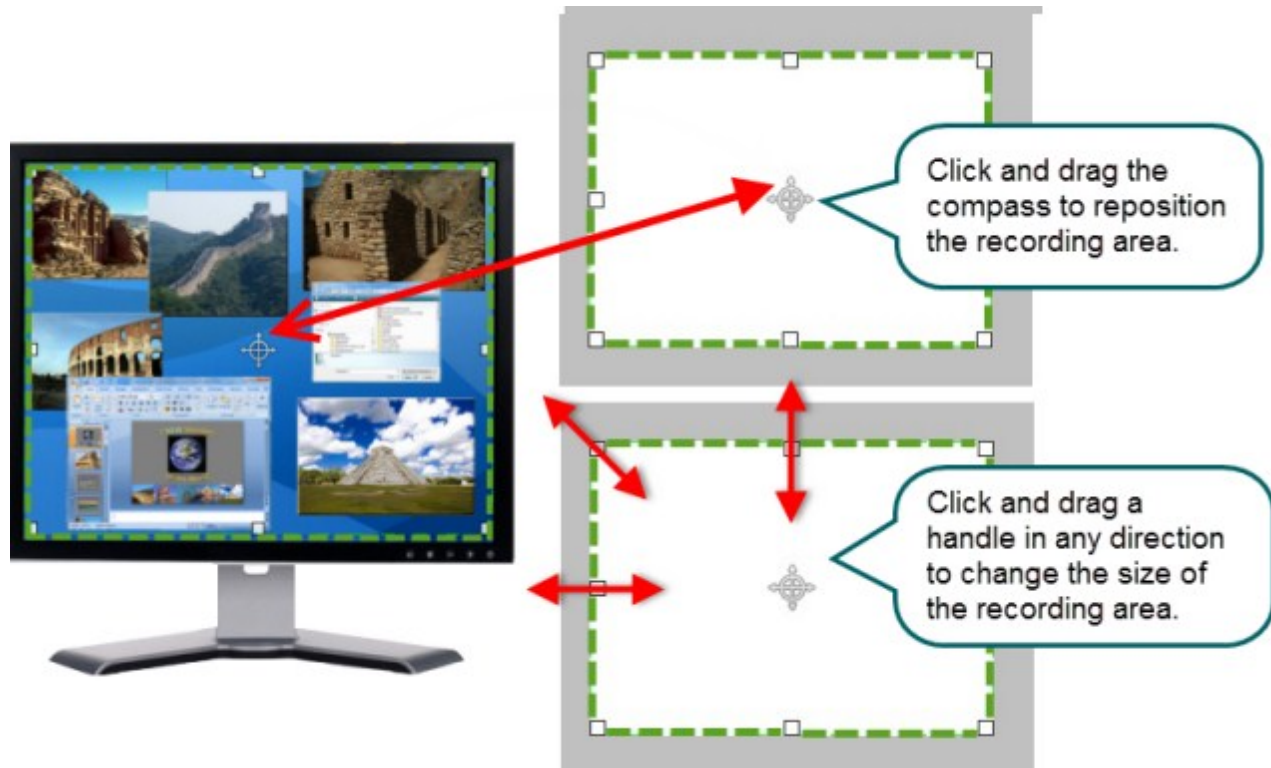 Click and drag the
compass to reposition
the recording area.
Click and drag a
handle in any direction
to change the size of
the recording area.